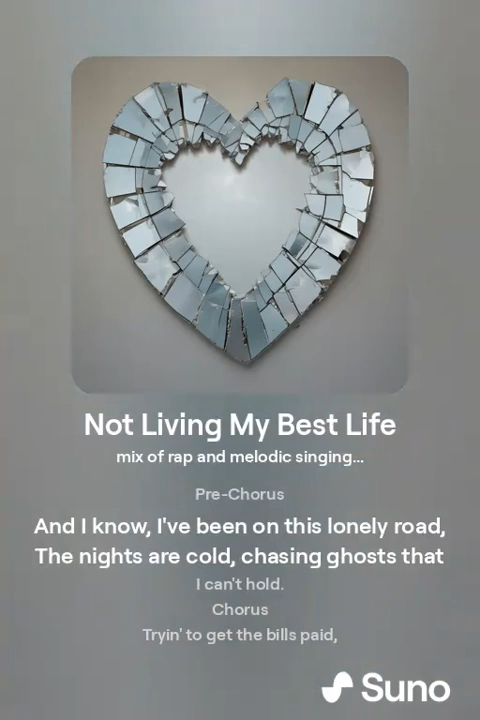 Not Living My Best Life
mix of rap and melodic singing...
Pre-Chorus
And I know, I've been on this lonely road,
The nights are cold, chasing ghosts that
I can't hold.
Chorus
Tryin' to get the bills paid,
Suno